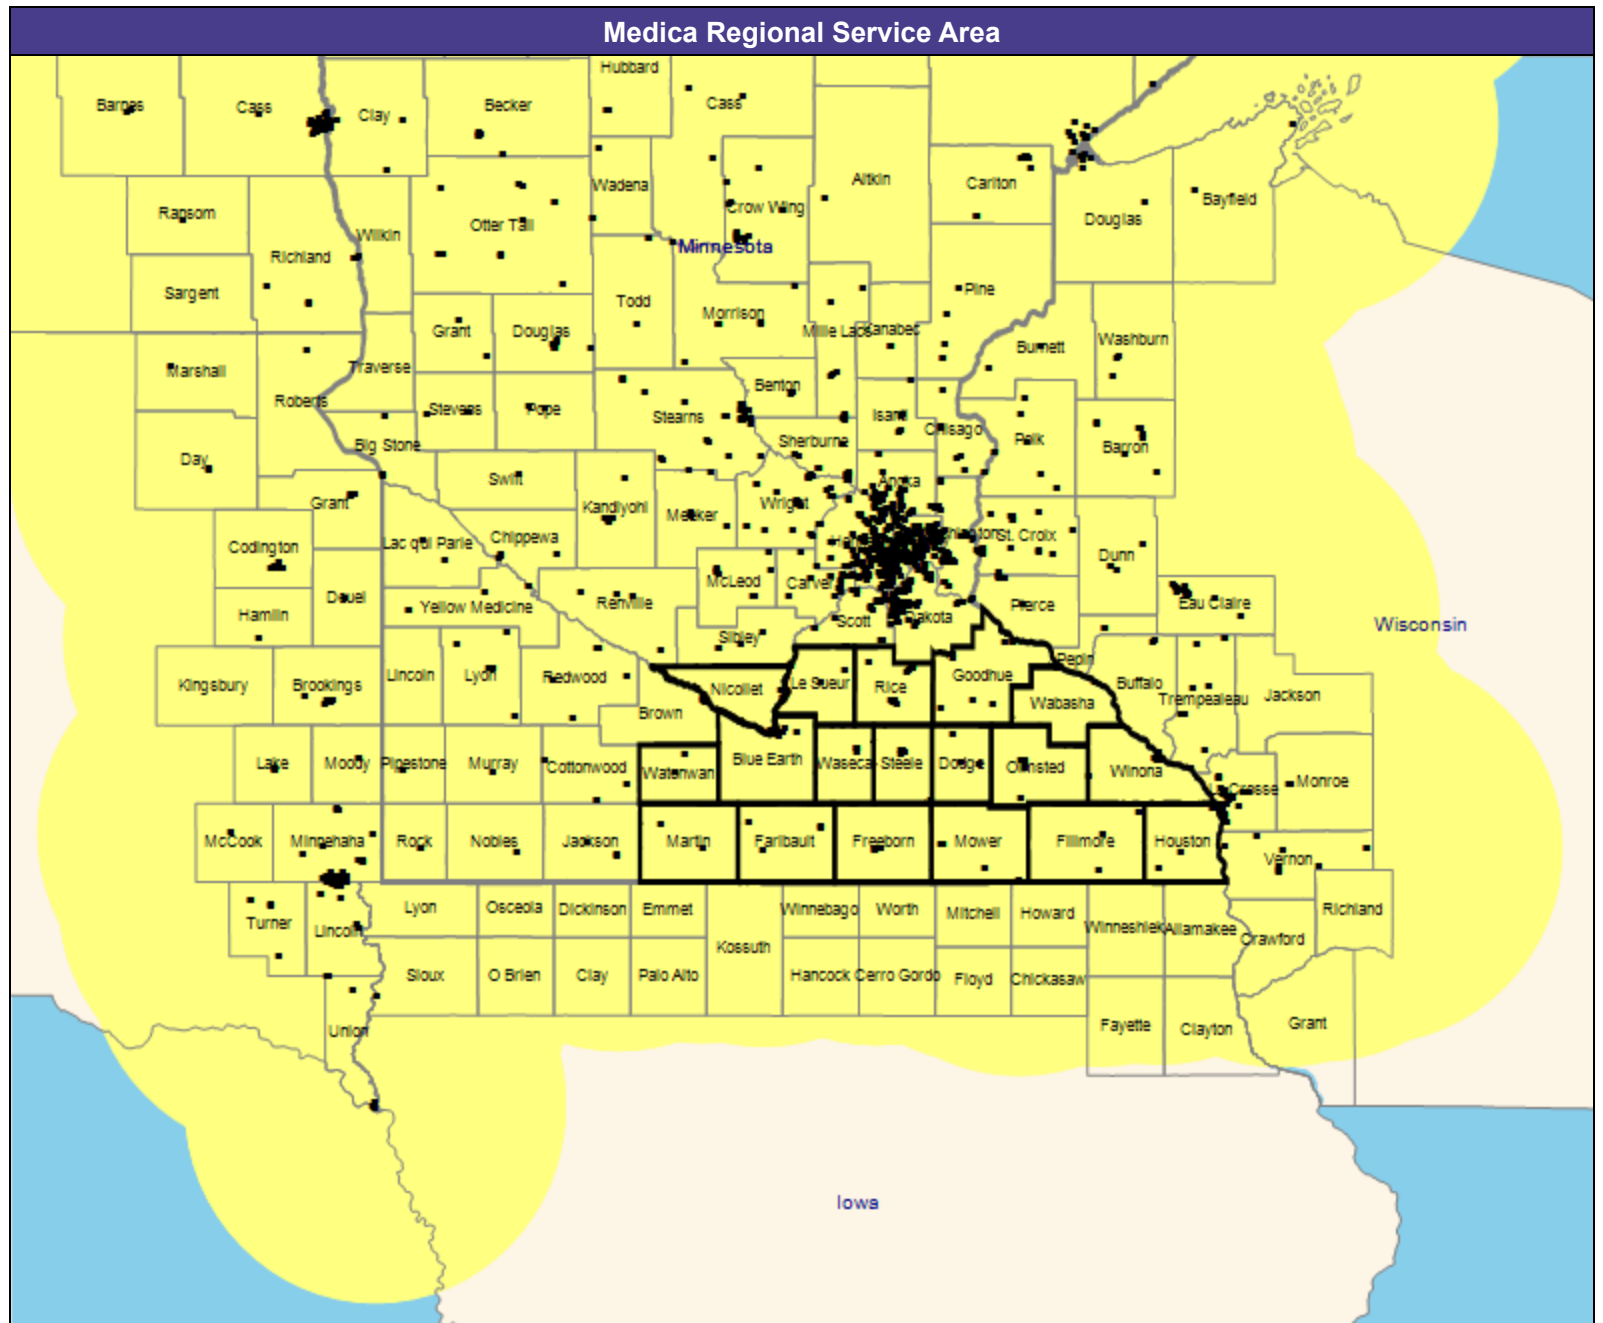 Medica Regional Service Area
Hubbard
Barnes
Cass
Clay
Becker
Cass
Wadena
Aitkin
Carlton
Crow Wing
Bayfield
Ransom
Otter Tail
Douglas
Wilkin
Minnesota
Richland
Sargent
Pine
Todd
Morrison
Grant
Douglas
Mille Lacs
Kanabec
Burnett
Washburn
Marshall
Traverse
Benton
Roberts
Stevens
Pope
Stearns
Isanti
Chisago
Polk
Barron
Big Stone
Sherburne
Day
Swift
Anoka
Grant
Kandiyohi
Meeker
Wright
Codington
Lac qui Parle
Chippewa
St. Croix
Dunn
McLeod
Carver
Deuel
Yellow Medicine
Renville
Pierce
Eau Claire
Hamlin
Scott
Dakota
Wisconsin
Sibley
Pepin
Kingsbury
Brookings
Lincoln
Lyon
Redwood
Nicollet
Le Sueur
Rice
Goodhue
Buffalo
Trempealeau
Jackson
Wabasha
Brown
Lake
Moody
Pipestone
Murray
Cottonwood
Watonwan
Blue Earth
Waseca
Steele
Dodge
Olmsted
Winona
La Crosse
Monroe
McCook
Minnehaha
Rock
Nobles
Jackson
Martin
Faribault
Freeborn
Mower
Fillmore
Houston
Vernon
Turner
Lincoln
Lyon
Osceola
Dickinson
Emmet
Winnebago
Worth
Mitchell
Howard
Winneshiek
Allamakee
Richland
Crawford
Kossuth
Sioux
O Brien
Clay
Palo Alto
Hancock
Cerro Gordo
Floyd
Chickasaw
Union
Fayette
Clayton
Grant
Iowa